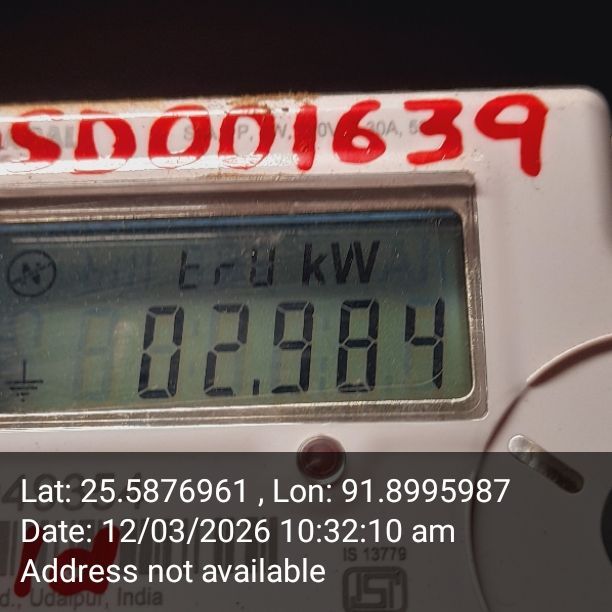 SD001639
kW
02.984
Lat: 25.5876961 , Lon: 91.8995987
Date: 12/03/2026 10:32:10 am
Address not available
IS 13779
d., Udaipur, India